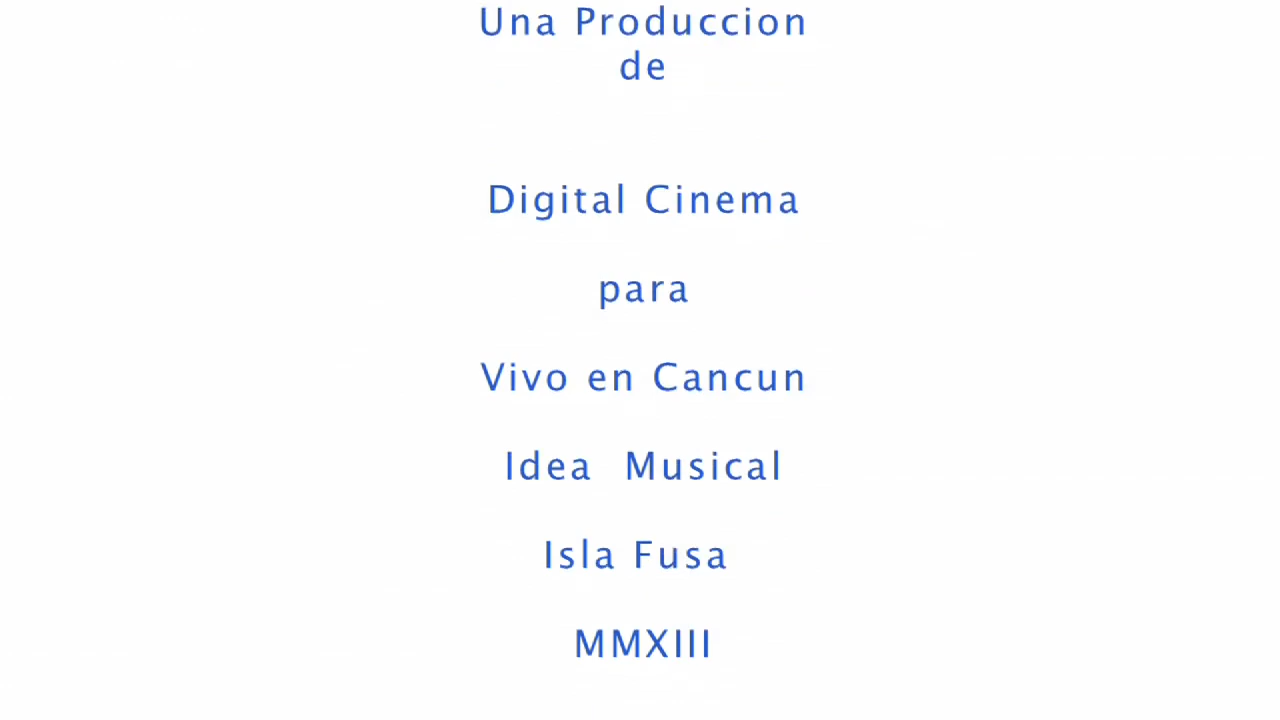 Una Produccion
de
Digital Cinema
para
Vivo en Cancun
Idea Musical
Isla Fusa
MMXIII